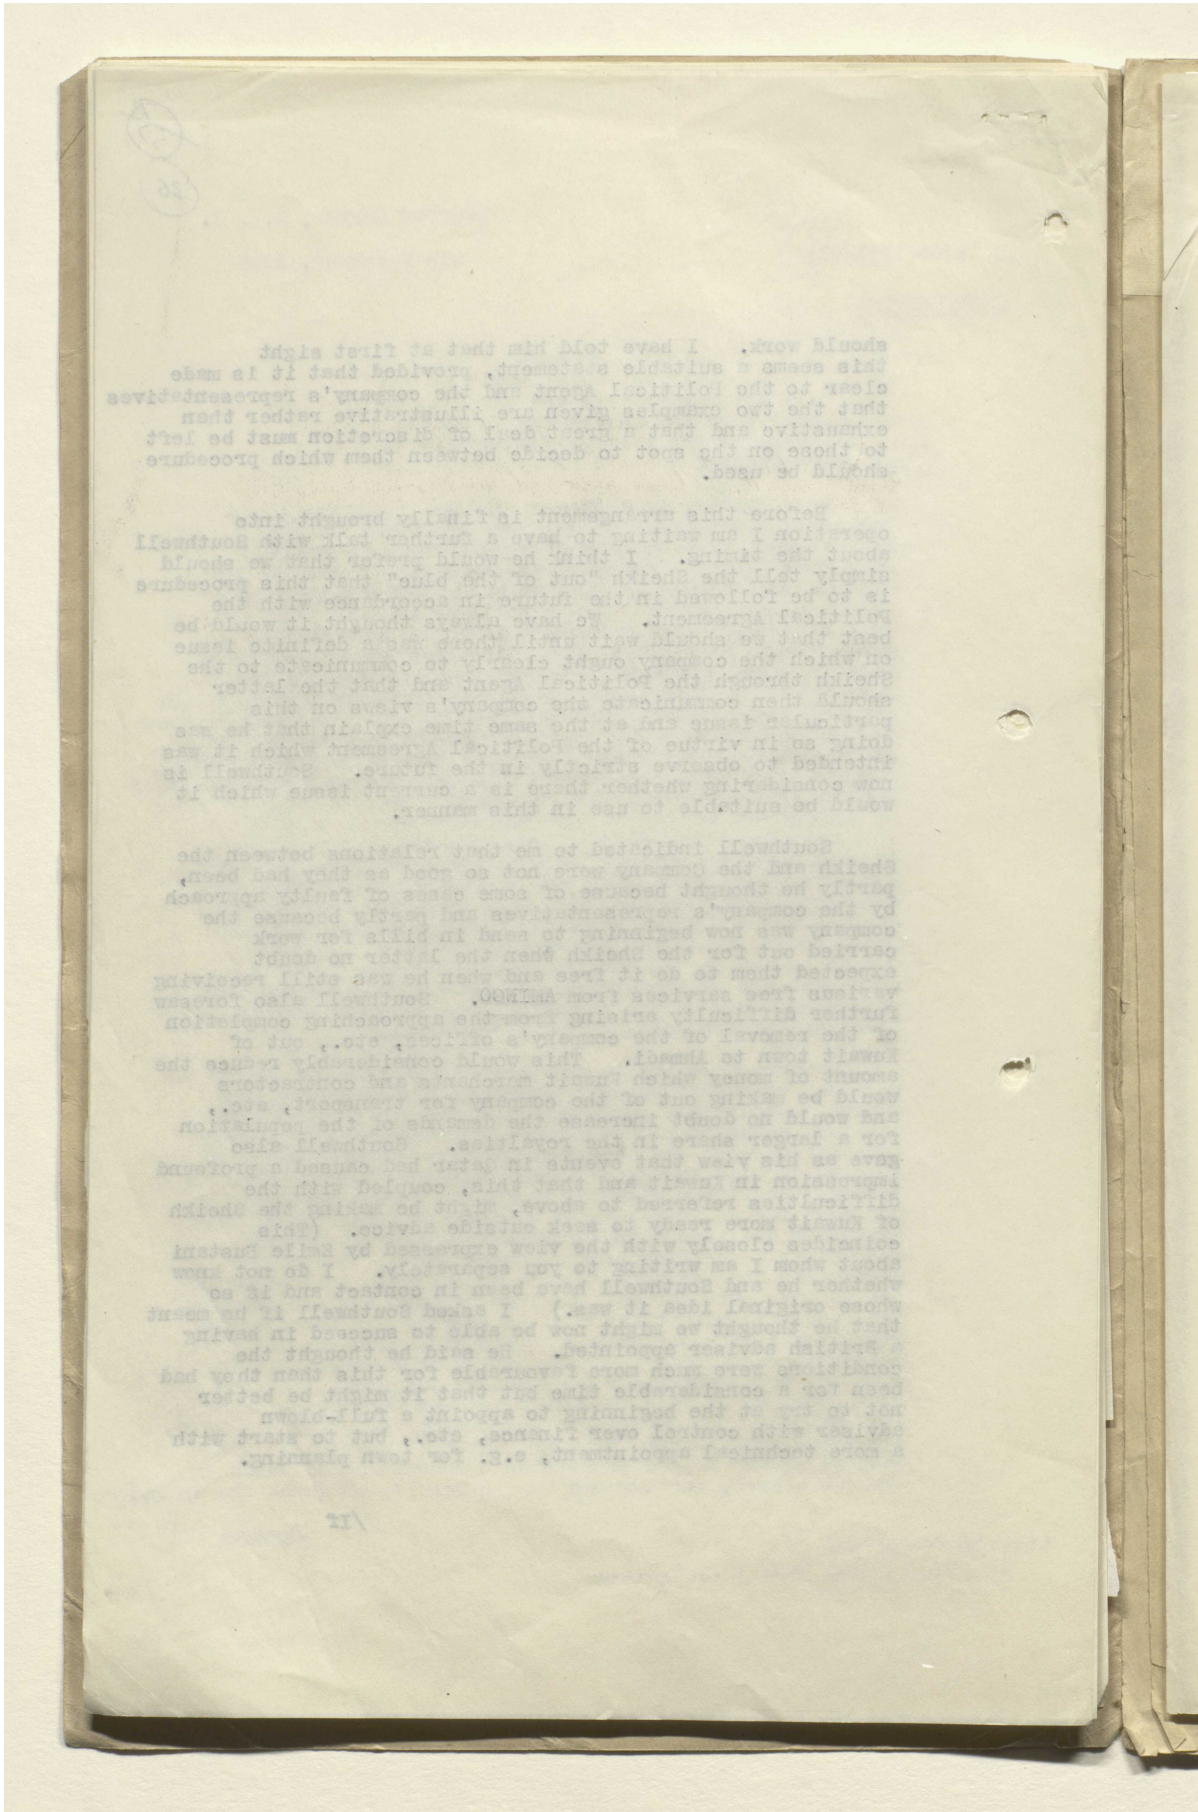 26
should work. I have told him that at first sight
this seems a suitable statement, provided that it is made
clear to the Political Agent and the company's representatives
that the two examples given are illustrative rather than
exhaustive and that a great deal of discretion must be left
to those on the spot to decide between them which procedure
should be used.
Before this arrangement is finally brought into
operation I am waiting to have a further talk with Southwell
about the timing. I think he would prefer that we should
simply tell the Sheikh "out of the blue" that this procedure
is to be followed in the future in accordance with the
Political Agreement. We have always thought it would be
best that we should wait until there was a definite issue
on which the company ought clearly to communicate to the
Sheikh through the Political Agent and that the letter
should then communicate the company's views on this
particular issue and at the same time explain that he was
doing so in virtue of the Political Agreement which it was
intended to observe strictly in the future. Southwell is
now considering whether there is a current issue which it
would be suitable to use in this manner.
Southwell indicated to me that relations between the
Sheikh and the Company were not so good as they had been,
partly he thought because of some cases of faulty approach
by the company's representatives and partly because the
company was now beginning to send in bills for work
carried out for the Sheikh when the latter no doubt
expected them to do it free and when he was still receiving
various free services from AMINCO. Southwell also foresaw
further difficulty arising from the approaching completion
of the removal of the company's offices, etc., out of
Kuwait town to Ahmadi. This would considerably reduce the
amount of money which Kuwait merchants and contractors
would be making out of the company for transport, etc.,
and would no doubt increase the demands of the population
for a larger share in the royalties. Southwell also
gave as his view that events in Qatar had caused a profound
impression in Kuwait and that this, coupled with the
difficulties referred to above, might be making the Sheikh
of Kuwait more ready to seek outside advice. (This
coincides closely with the view expressed by Emile Bustani
about whom I am writing to you separately. I do not know
whether he and Southwell have been in contact and if so
whose original idea it was.) I asked Southwell if he meant
that he thought we might now be able to succeed in having
a British adviser appointed. He said he thought the
conditions were much more favourable for this than they had
been for a considerable time but that it might be better
not to try at the beginning to appoint a full-blown
adviser with control over finance, etc., but to start with
a more technical appointment, e.g. for town planning.
/If